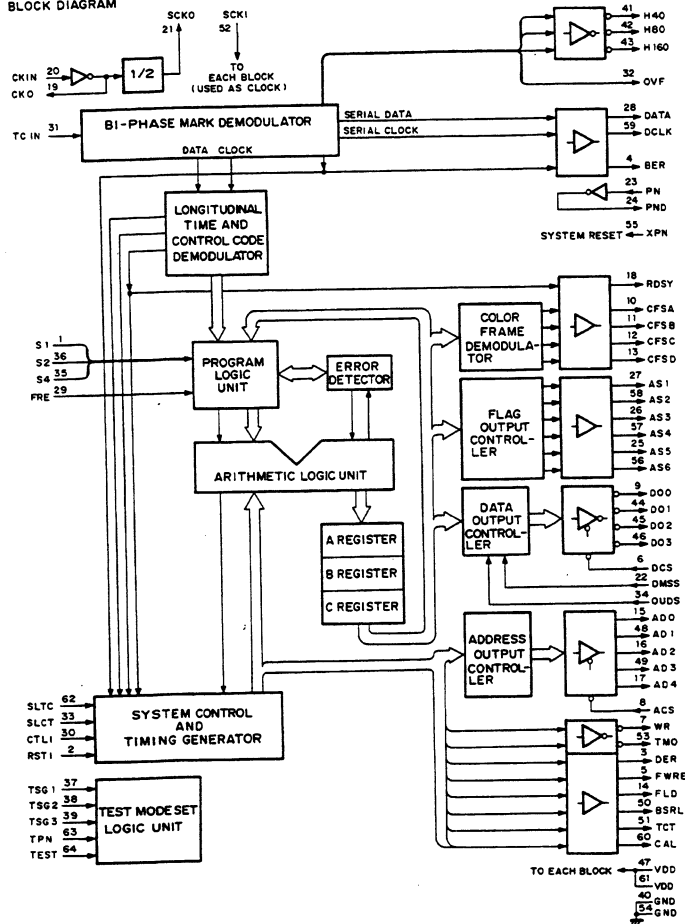 BLOCK DIAGRAM
SCKO
21
SCKI
52
TO
EACH BLOCK
(USED AS CLOCK)
CKIN 20
CKO 19
1/2
41 H40
42 H80
43 H160
32 OVF
TC IN 31
BI-PHASE MARK DEMODULATOR
DATA CLOCK
SERIAL DATA
SERIAL CLOCK
28 DATA
59 DCLK
4 BER
23 PN
24 PND
SYSTEM RESET 55 XPN
LONGITUDINAL
TIME AND
CONTROL CODE
DEMODULATOR
18 RDSY
10 CFSA
11 CFSB
12 CFSC
13 CFSD
COLOR
FRAME
DEMODULA-
TOR
S1 1
S2 36
S4 35
FRE 29
PROGRAM
LOGIC
UNIT
ERROR
DETECTOR
FLAG
OUTPUT
CONTROL-
LER
27 AS1
58 AS2
26 AS3
57 AS4
25 AS5
56 AS6
ARITHMETIC LOGIC UNIT
DATA
OUTPUT
CONTROL-
LER
9 DO0
44 DO1
45 DO2
46 DO3
6 DCS
22 DMSS
34 OUDS
A REGISTER
B REGISTER
C REGISTER
ADDRESS
OUTPUT
CONTROL-
LER
15 AD0
48 AD1
16 AD2
49 AD3
17 AD4
8 ACS
SLTC 62
SLCT 33
CTLI 30
RSTI 2
SYSTEM CONTROL
AND
TIMING GENERATOR
7 WR
53 TMO
3 DER
5 FWRE
14 FLD
50 BSRL
51 TCT
60 CAL
TSG1 37
TSG2 38
TSG3 39
TPN 63
TEST 64
TEST MODE SET
LOGIC UNIT
TO EACH BLOCK 47 VDD
61 VDD
40 GND
54 GND